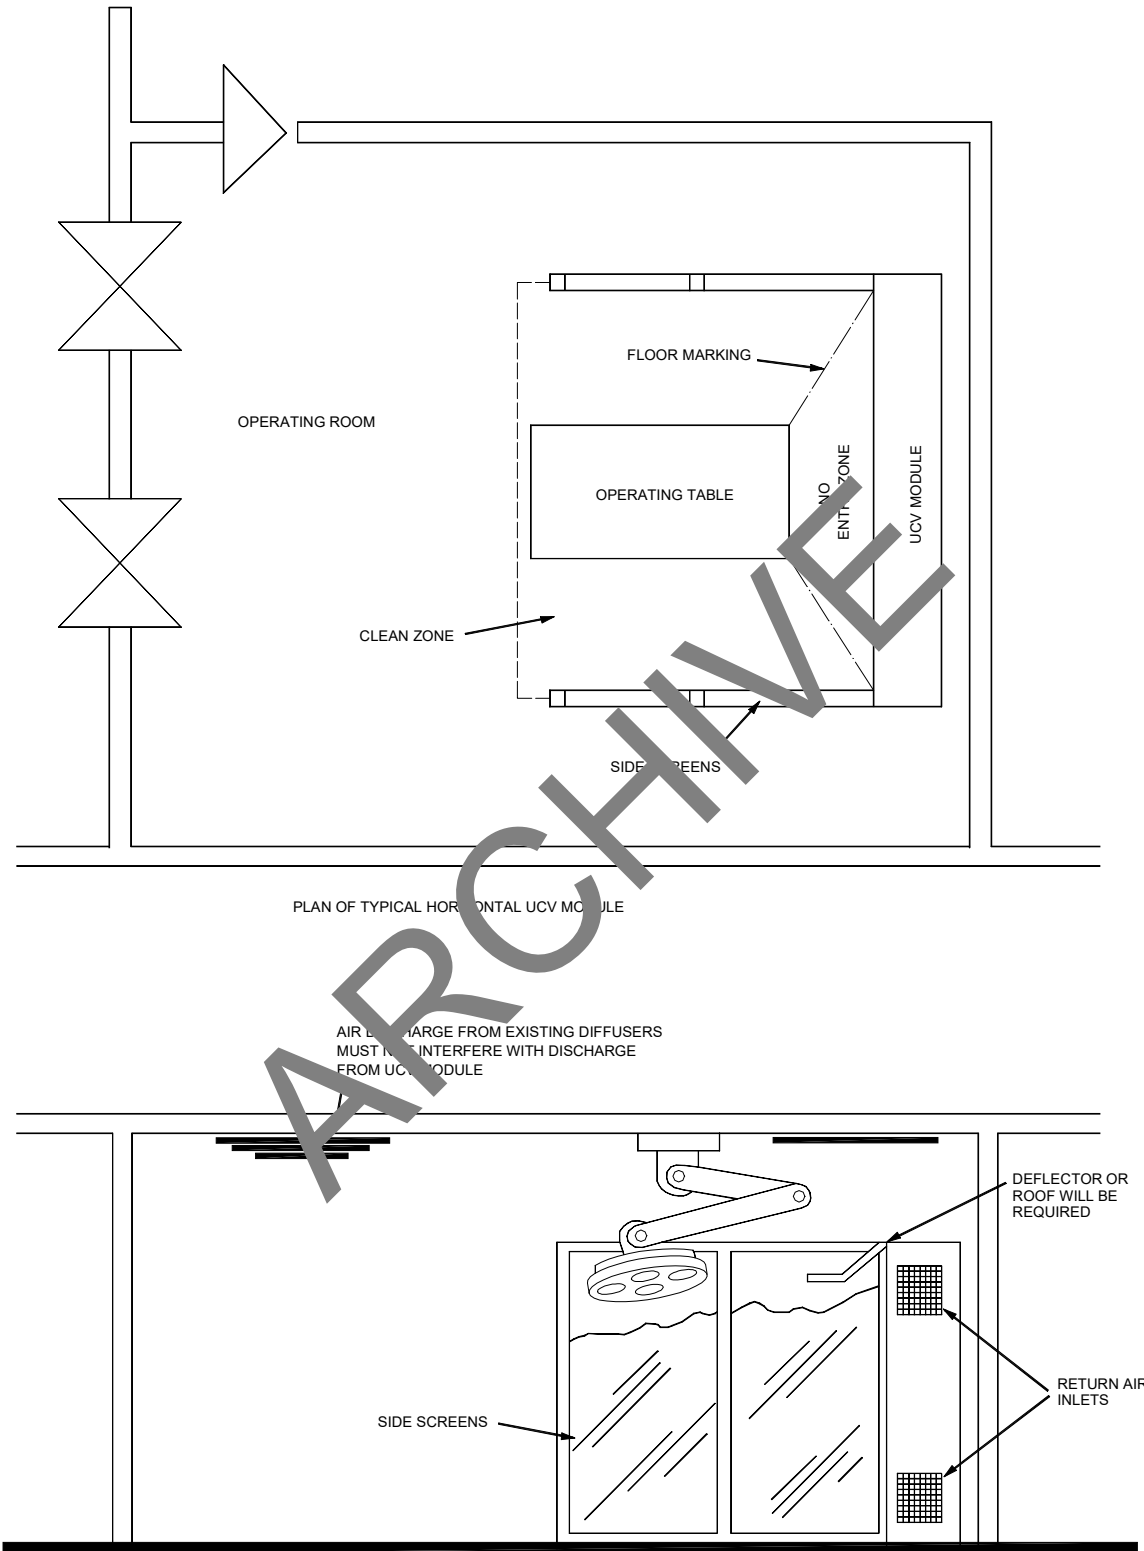 FLOOR MARKING
OPERATING ROOM
OPERATING TABLE
NO
ENTRY ZONE
UCV MODULE
CLEAN ZONE
SIDE SCREENS
PLAN OF TYPICAL HORIZONTAL UCV MODULE
ARCHIVE
AIR DISCHARGE FROM EXISTING DIFFUSERS
MUST NOT INTERFERE WITH DISCHARGE
FROM UCV MODULE
DEFLECTOR OR
ROOF WILL BE
REQUIRED
RETURN AIR
INLETS
SIDE SCREENS